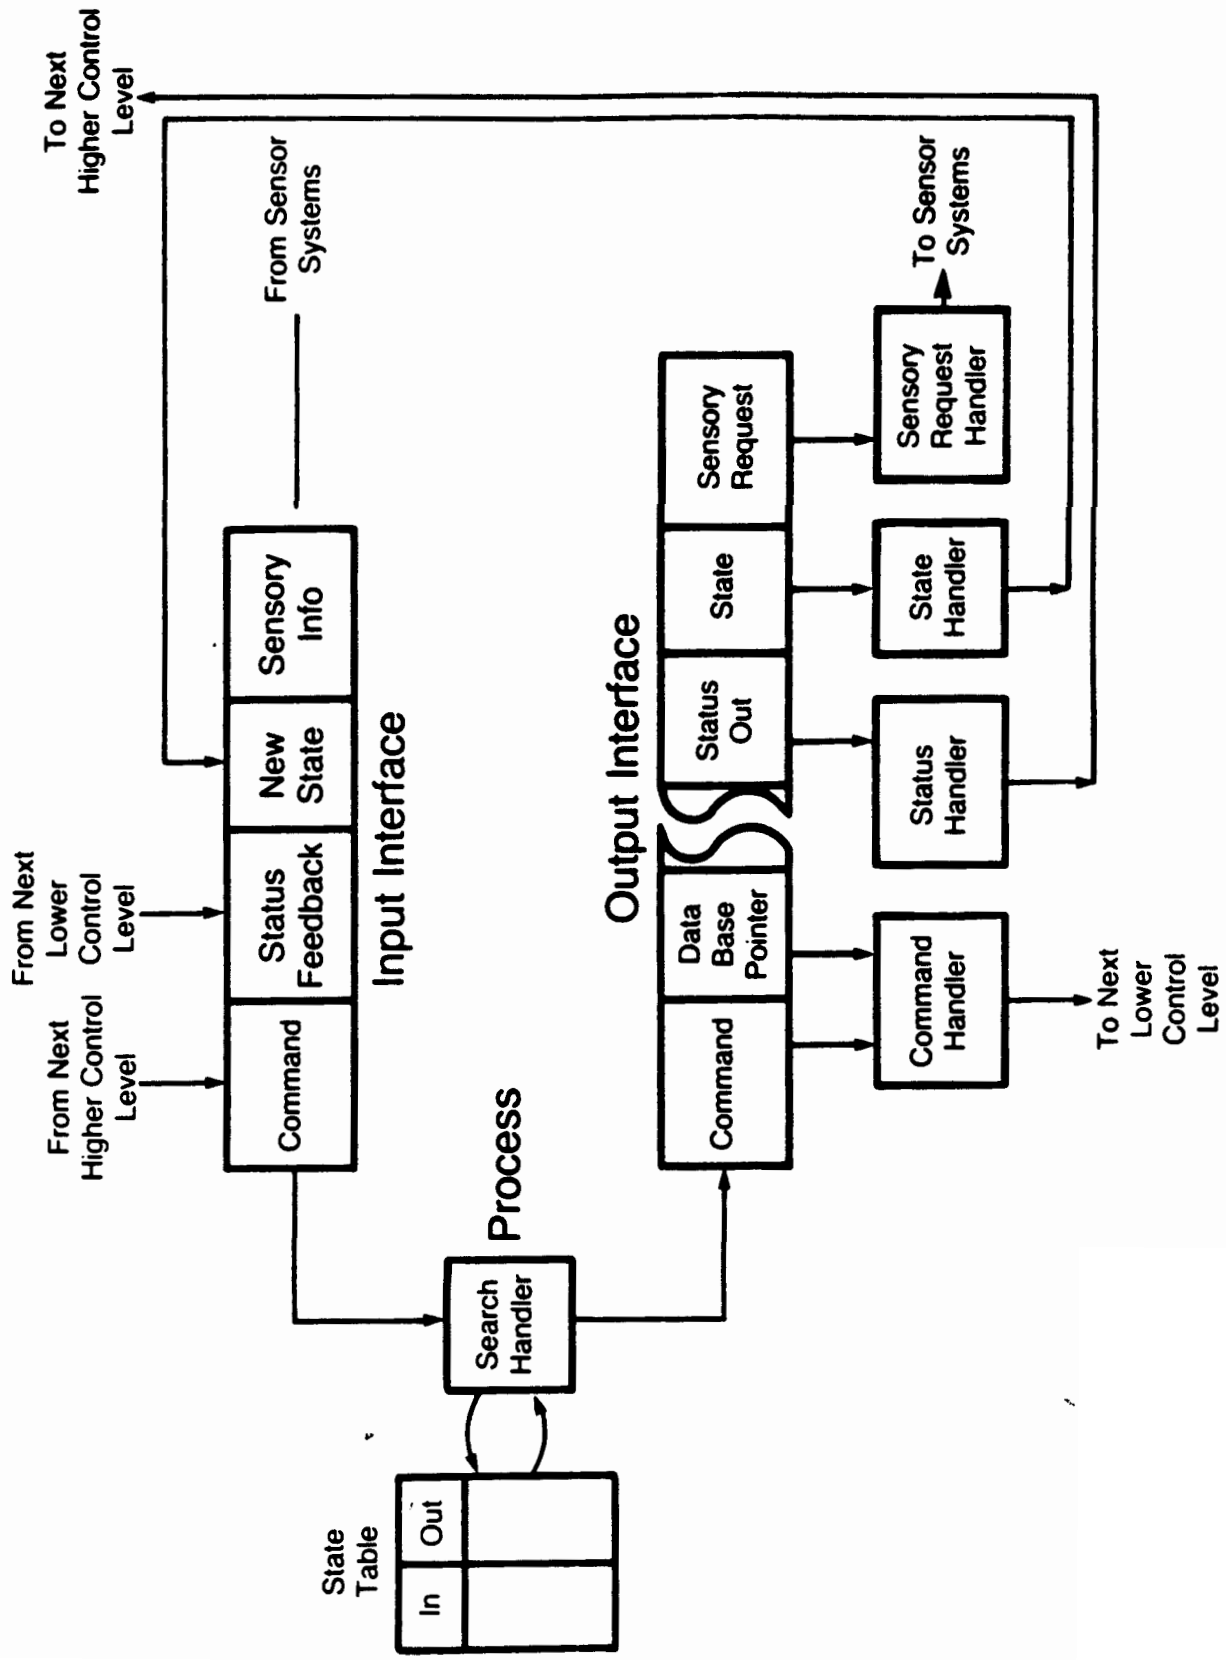 From Next
Higher Control
Level
From Next
Lower
Control
Level
To Next
Higher Control
Level
Command
Status
Feedback
New
State
Sensory
Info
From Sensor
Systems
Input Interface
State
Table
In
Out
Search
Handler
Process
Output Interface
Command
Data
Base
Pointer
Status
Out
State
Sensory
Request
Command
Handler
Status
Handler
State
Handler
Sensory
Request
Handler
To Sensor
Systems
To Next
Lower
Control
Level